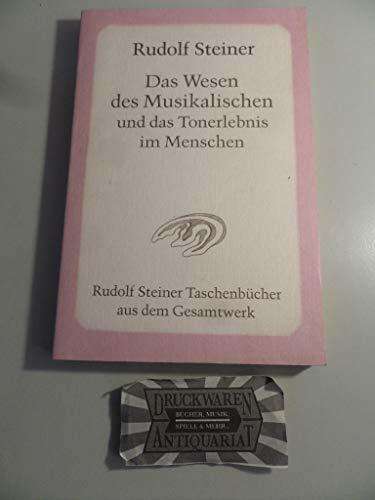 Rudolf Steiner
Das Wesen
des Musikalischen
und das Tonerlebnis
im Menschen
Rudolf Steiner Taschenbücher
aus dem Gesamtwerk
DRUCKWAREN
BÜCHER, MUSIK,
SPIELE & MEHR...
ANTIQUARIAT